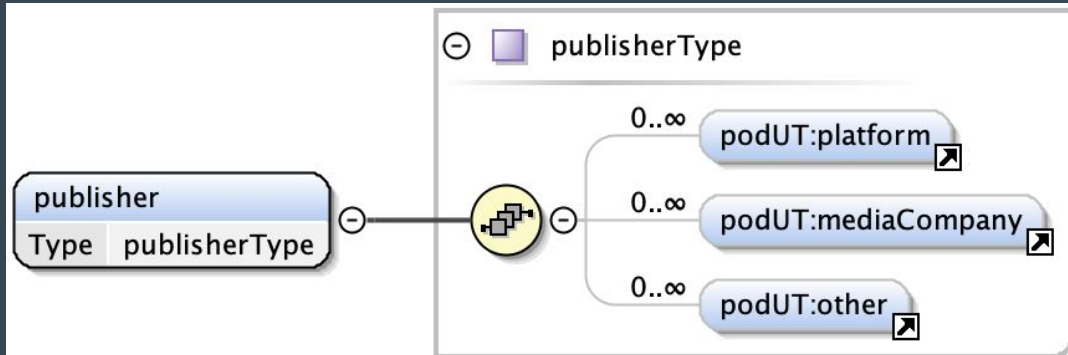 publisherType
0..∞
podUT:platform
publisher
Type publisherType
0..∞
podUT:mediaCompany
0..∞
podUT:other